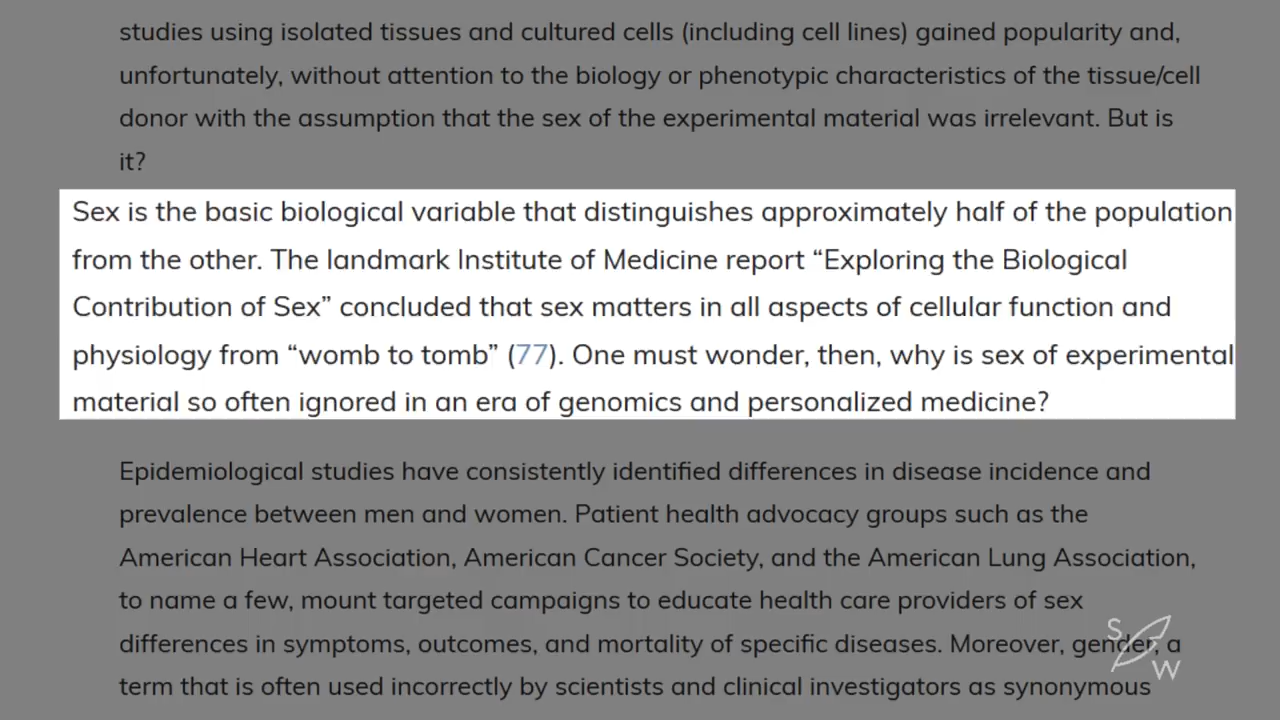 studies using isolated tissues and cultured cells (including cell lines) gained popularity and,
unfortunately, without attention to the biology or phenotypic characteristics of the tissue/cell
donor with the assumption that the sex of the experimental material was irrelevant. But is
it?
Sex is the basic biological variable that distinguishes approximately half of the population
from the other. The landmark Institute of Medicine report “Exploring the Biological
Contribution of Sex” concluded that sex matters in all aspects of cellular function and
physiology from “womb to tomb” (77). One must wonder, then, why is sex of experimental
material so often ignored in an era of genomics and personalized medicine?
Epidemiological studies have consistently identified differences in disease incidence and
prevalence between men and women. Patient health advocacy groups such as the
American Heart Association, American Cancer Society, and the American Lung Association,
to name a few, mount targeted campaigns to educate health care providers of sex
differences in symptoms, outcomes, and mortality of specific diseases. Moreover, gender, a
term that is often used incorrectly by scientists and clinical investigators as synonymous
S
W